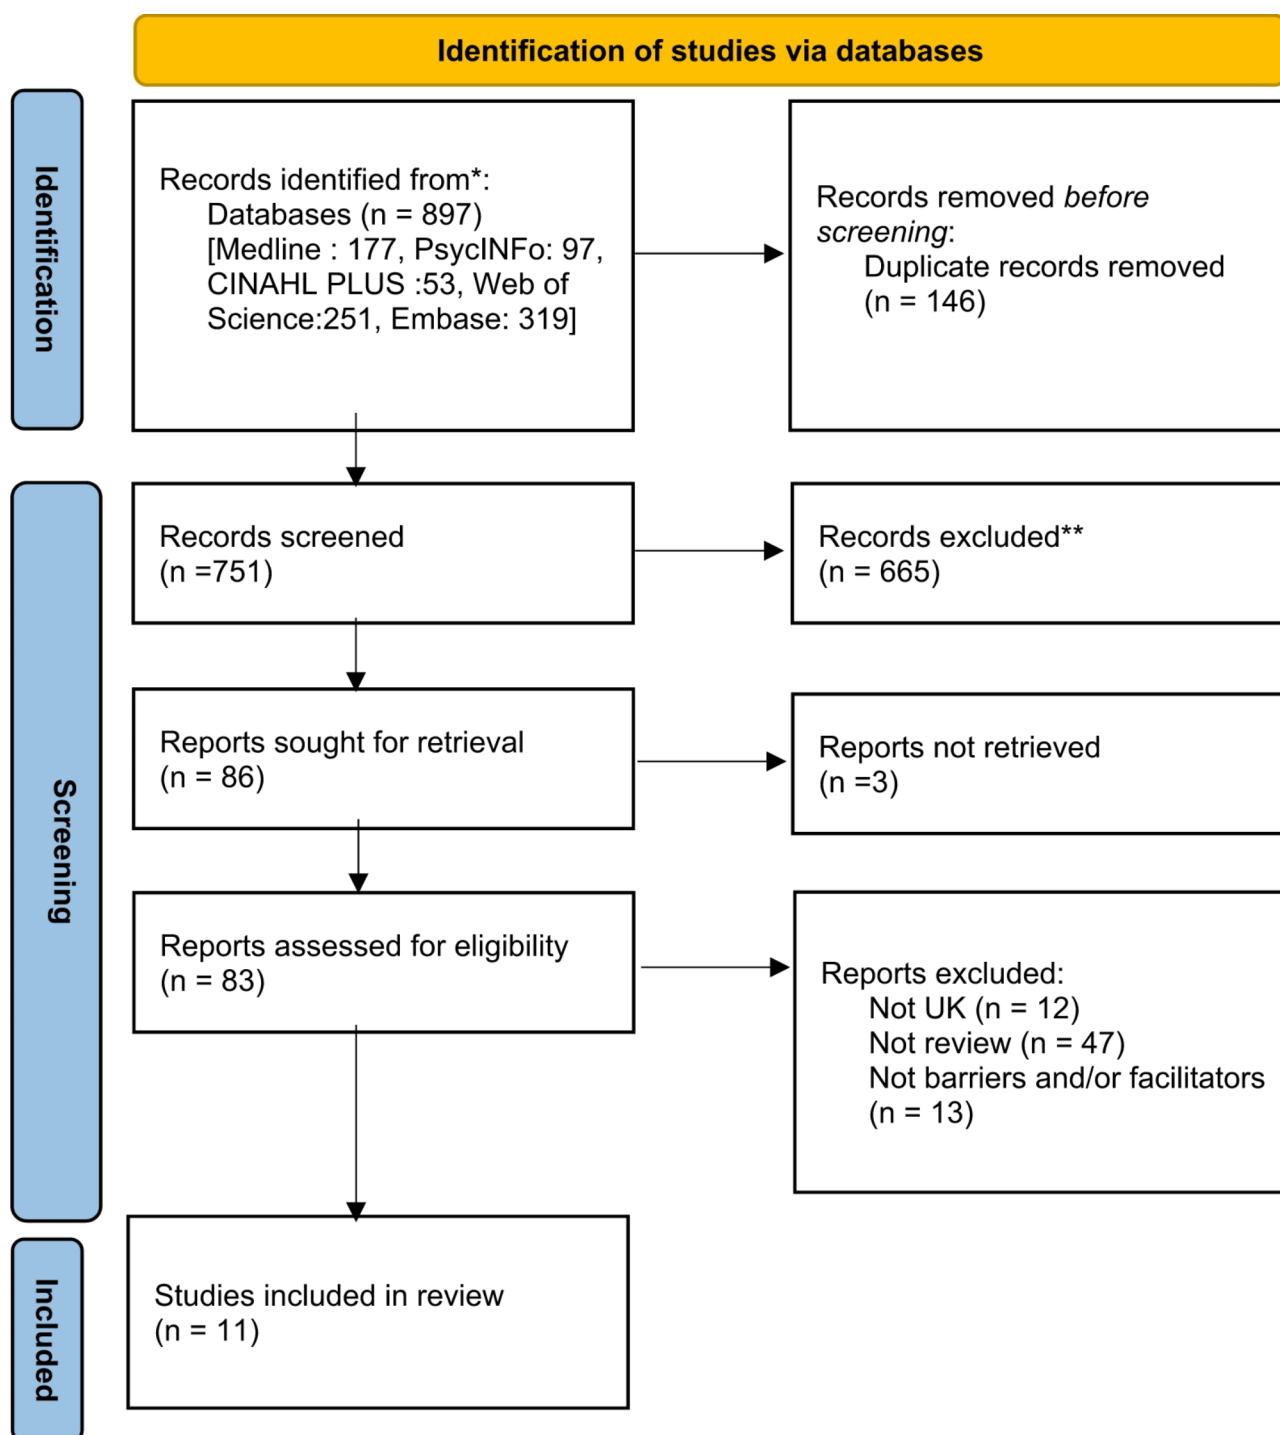 Identification of studies via databases
Identification
Records identified from*:
Databases (n = 897)
[Medline : 177, PsycINFo: 97,
CINAHL PLUS :53, Web of
Science:251, Embase: 319]
Records removed before
screening:
Duplicate records removed
(n = 146)
Screening
Records screened
(n =751)
Records excluded**
(n = 665)
Reports sought for retrieval
(n = 86)
Reports not retrieved
(n =3)
Reports assessed for eligibility
(n = 83)
Reports excluded:
Not UK (n = 12)
Not review (n = 47)
Not barriers and/or facilitators
(n = 13)
Included
Studies included in review
(n = 11)